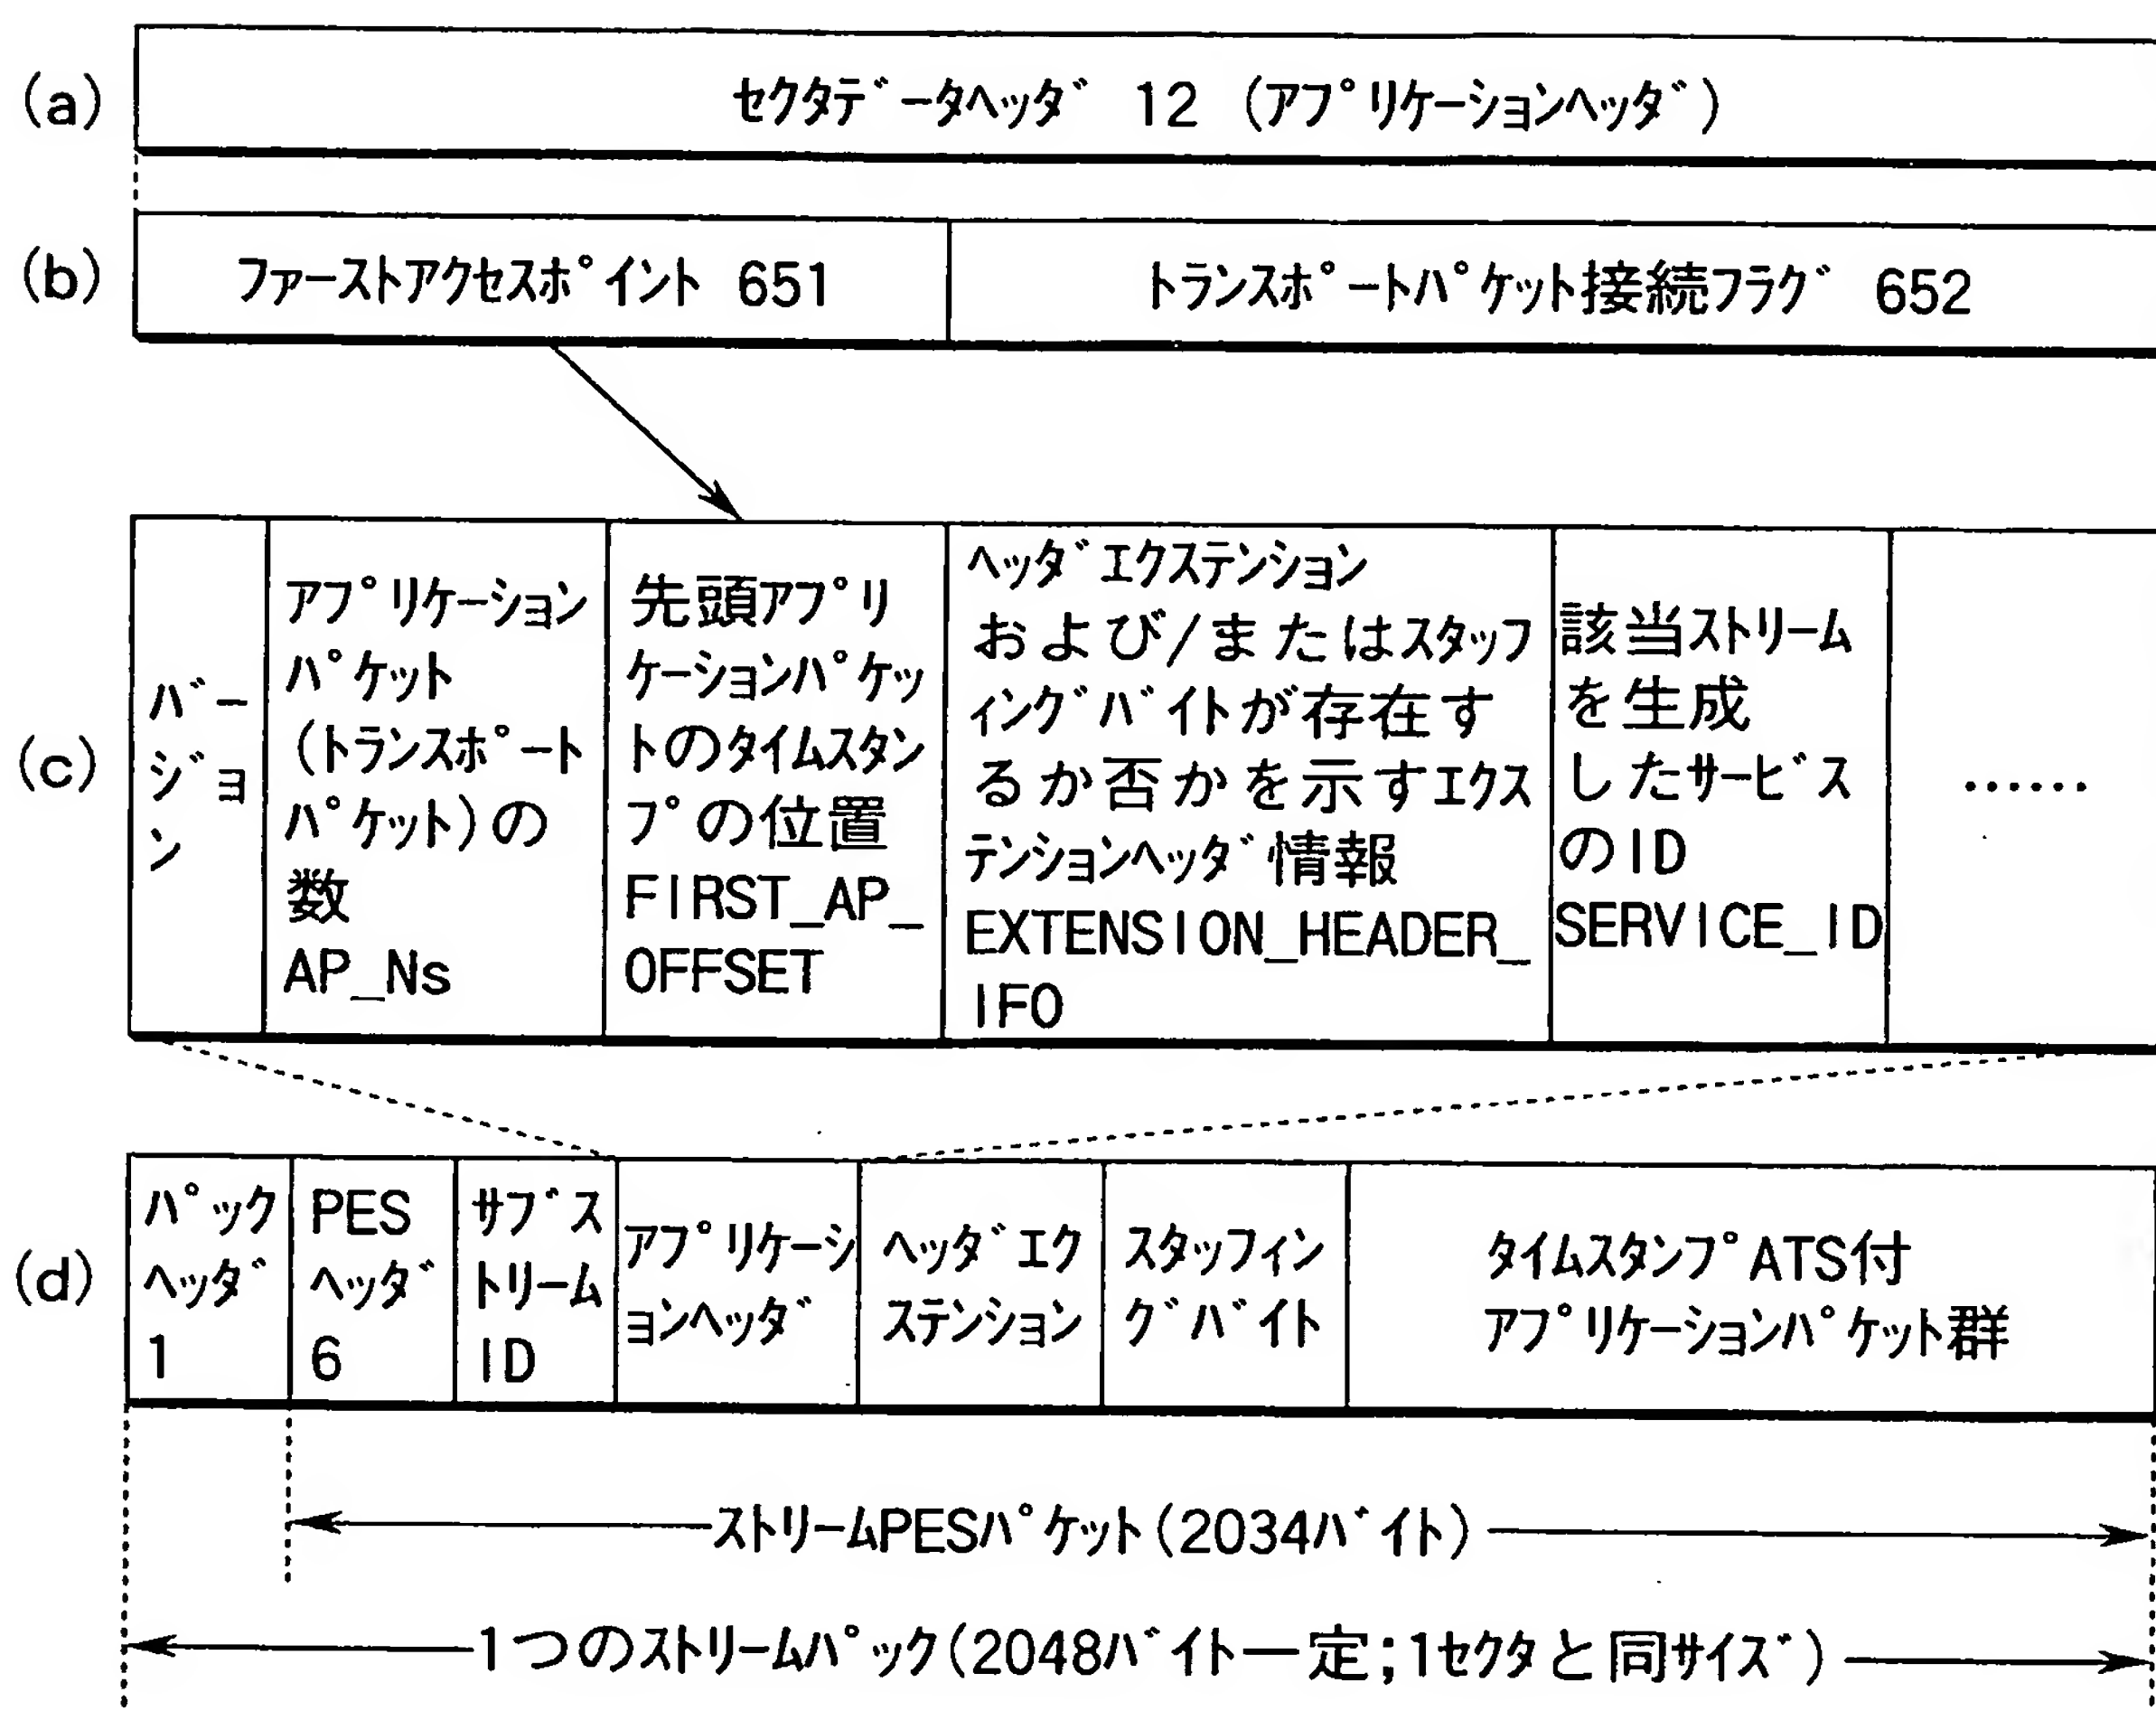 (a)
セクタデータヘッダ 12 (アプリケーションヘッダ)
(b)
ファーストアクセスポイント 651
トランスポートパケット接続フラグ 652
(c)
バー
ジョ
ン
アプリケーション
パケット
(トランスポート
パケット)の
数
AP_Ns
先頭アプリ
ケーションパケッ
トのタイムスタン
プの位置
FIRST_AP_
OFFSET
ヘッダエクステンション
および/またはスタッフ
ィングバイトが存在す
るか否かを示すエクス
テンションヘッダ情報
EXTENSION_HEADER_
IFO
該当ストリーム
を生成
したサービス
のID
SERVICE_ID
……
(d)
パック
ヘッダ
1
PES
ヘッダ
6
サブス
トリーム
ID
アプリケーシ
ョンヘッダ
ヘッダエク
ステンション
スタッフィン
グバイト
タイムスタンプATS付
アプリケーションパケット群
ストリームPESパケット(2034バイト)
1つのストリームパック(2048バイト一定;1セクタと同サイズ)